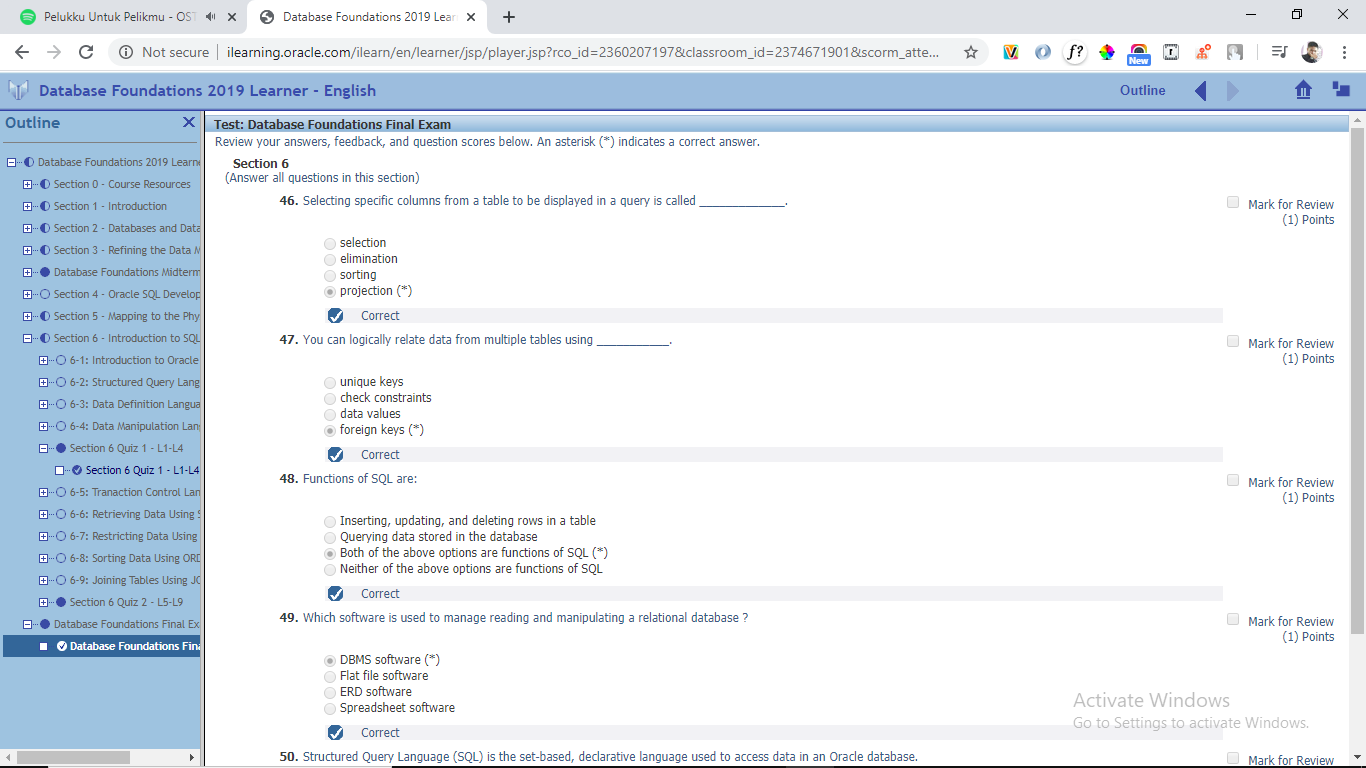 Pelukku Untuk Pelikmu - OST
Database Foundations 2019 Lear
Not secure | ilearning.oracle.com/ilearn/en/learner/jsp/player.jsp?rco_id=2360207197&classroom_id=2374671901&scorm_atte...
f?
New
Database Foundations 2019 Learner - English
Outline
Outline
Database Foundations 2019 Learne
Section 0 - Course Resources
Section 1 - Introduction
Section 2 - Databases and Data
Section 3 - Refining the Data M
Database Foundations Midterm
Section 4 - Oracle SQL Develop
Section 5 - Mapping to the Phy
Section 6 - Introduction to SQL
6-1: Introduction to Oracle
6-2: Structured Query Lang
6-3: Data Definition Langua
6-4: Data Manipulation Lan
Section 6 Quiz 1 - L1-L4
Section 6 Quiz 1 - L1-L4
6-5: Tranaction Control Lan
6-6: Retrieving Data Using S
6-7: Restricting Data Using
6-8: Sorting Data Using ORD
6-9: Joining Tables Using JO
Section 6 Quiz 2 - L5-L9
Database Foundations Final Ex
Database Foundations Fina
Test: Database Foundations Final Exam
Review your answers, feedback, and question scores below. An asterisk (*) indicates a correct answer.
Section 6
(Answer all questions in this section)
46. Selecting specific columns from a table to be displayed in a query is called ______________.
Mark for Review
(1) Points
selection
elimination
sorting
projection (*)
Correct
47. You can logically relate data from multiple tables using ____________.
Mark for Review
(1) Points
unique keys
check constraints
data values
foreign keys (*)
Correct
48. Functions of SQL are:
Mark for Review
(1) Points
Inserting, updating, and deleting rows in a table
Querying data stored in the database
Both of the above options are functions of SQL (*)
Neither of the above options are functions of SQL
Correct
49. Which software is used to manage reading and manipulating a relational database ?
Mark for Review
(1) Points
DBMS software (*)
Flat file software
ERD software
Spreadsheet software
Correct
Activate Windows
Go to Settings to activate Windows.
50. Structured Query Language (SQL) is the set-based, declarative language used to access data in an Oracle database.
Mark for Review